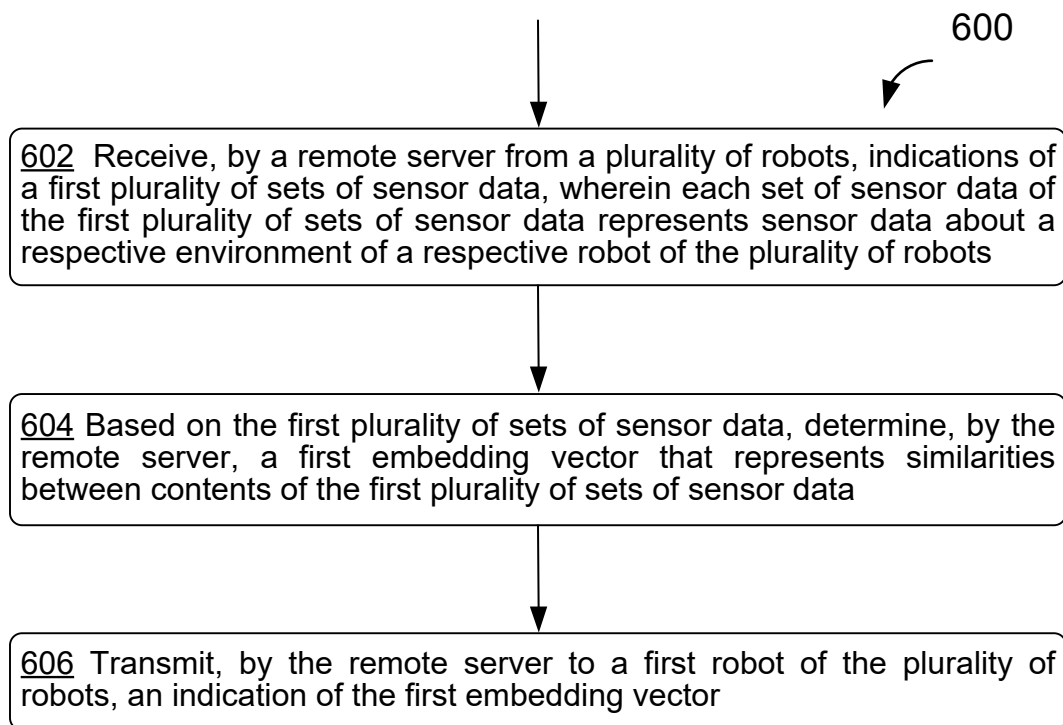 600
602 Receive, by a remote server from a plurality of robots, indications of
a first plurality of sets of sensor data, wherein each set of sensor data of
the first plurality of sets of sensor data represents sensor data about a
respective environment of a respective robot of the plurality of robots
604 Based on the first plurality of sets of sensor data, determine, by the
remote server, a first embedding vector that represents similarities
between contents of the first plurality of sets of sensor data
606 Transmit, by the remote server to a first robot of the plurality of
robots, an indication of the first embedding vector